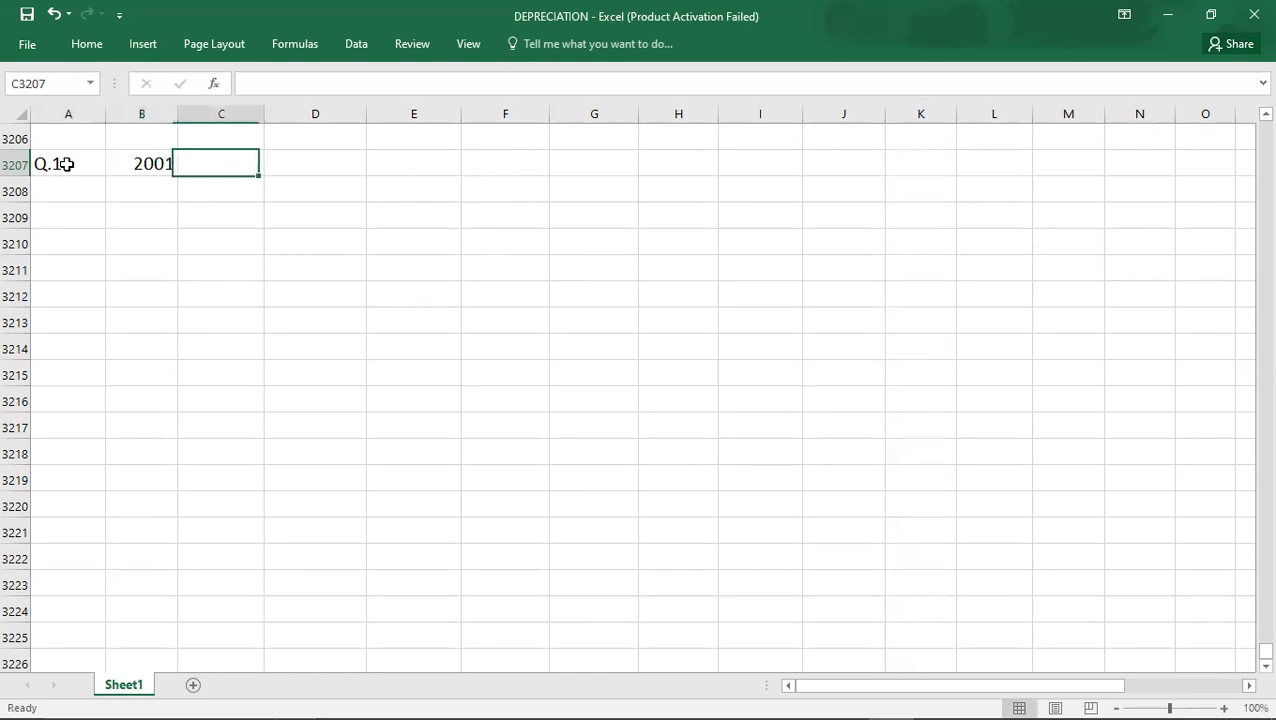 DEPRECIATION - Excel (Product Activation Failed)
File Home Insert Page Layout Formulas Data Review View Tell me what you want to do... Share
C3207 fx
A B C D E F G H I J K L M N O
3206
3207 Q.1 2001
3208
3209
3210
3211
3212
3213
3214
3215
3216
3217
3218
3219
3220
3221
3222
3223
3224
3225
3226
Sheet1
Ready 100%